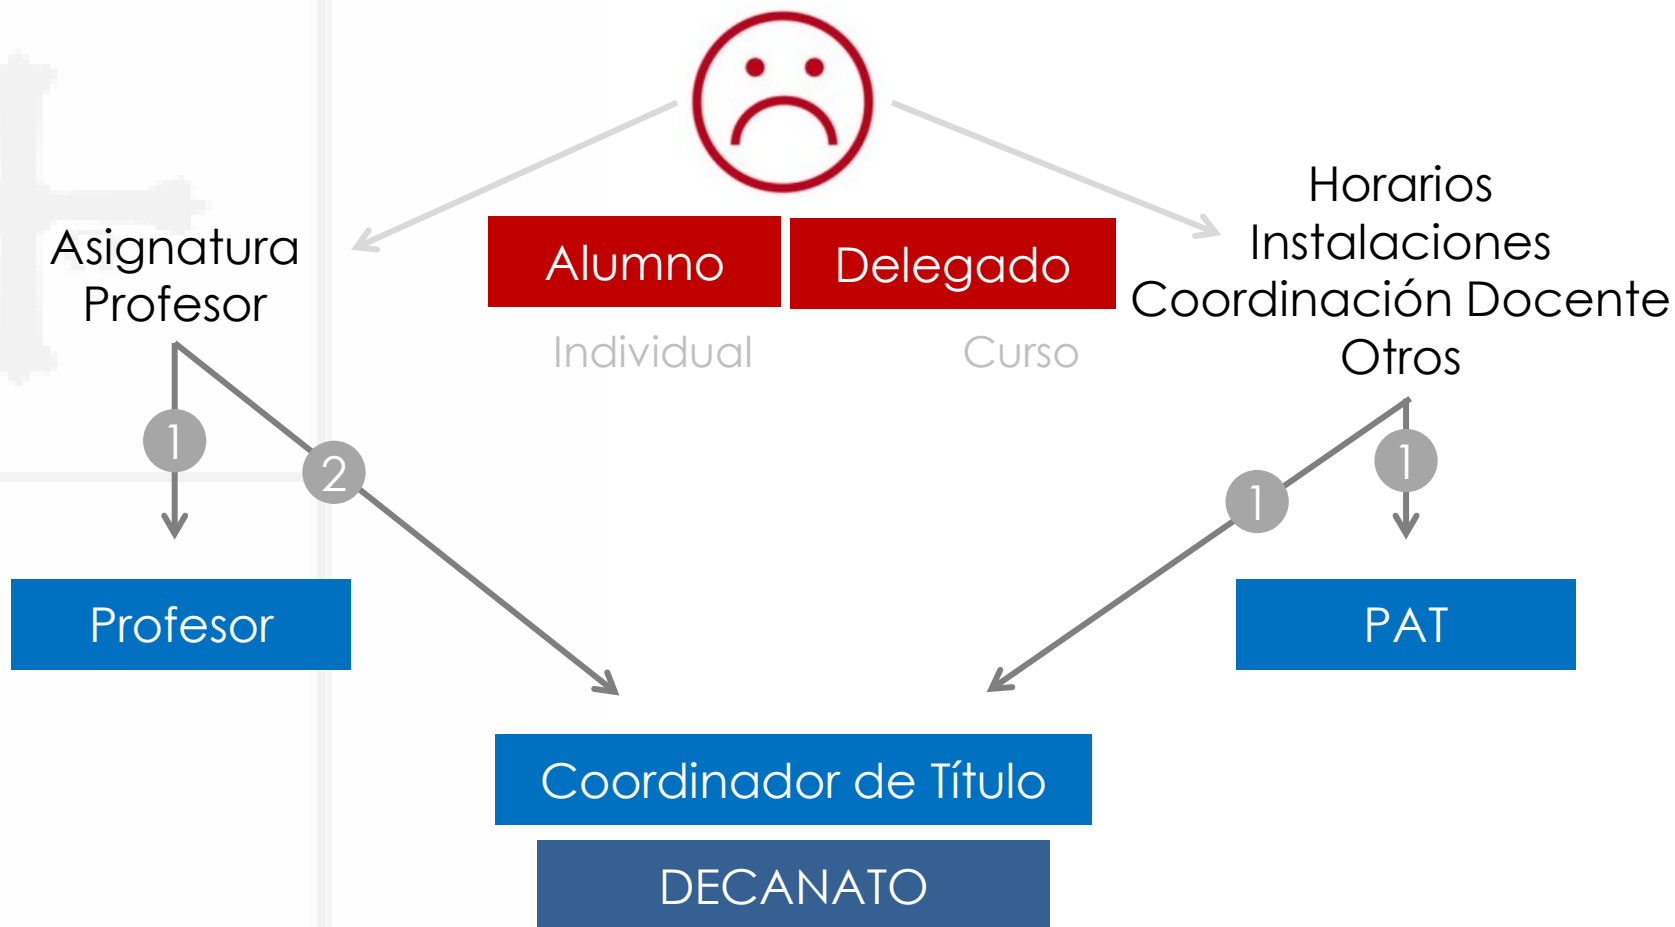 Asignatura
Profesor
Alumno
Delegado
Individual
Curso
Horarios
Instalaciones
Coordinación Docente
Otros
1
2
1
1
Profesor
PAT
Coordinador de Título
DECANATO